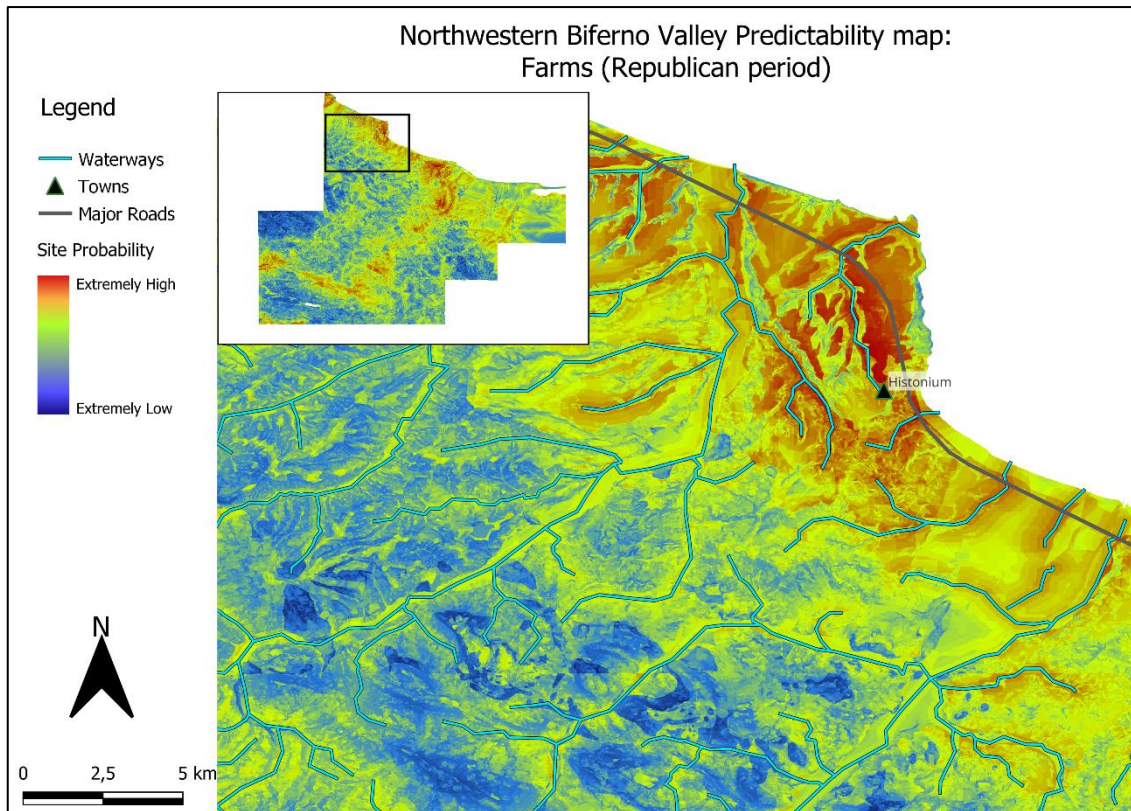 Northwestern Biferno Valley Predictability map:
Farms (Republican period)
Legend
Waterways
Towns
Major Roads
Site Probability
Extremely High
Extremely Low
Histonium
N
0 2,5 5 km